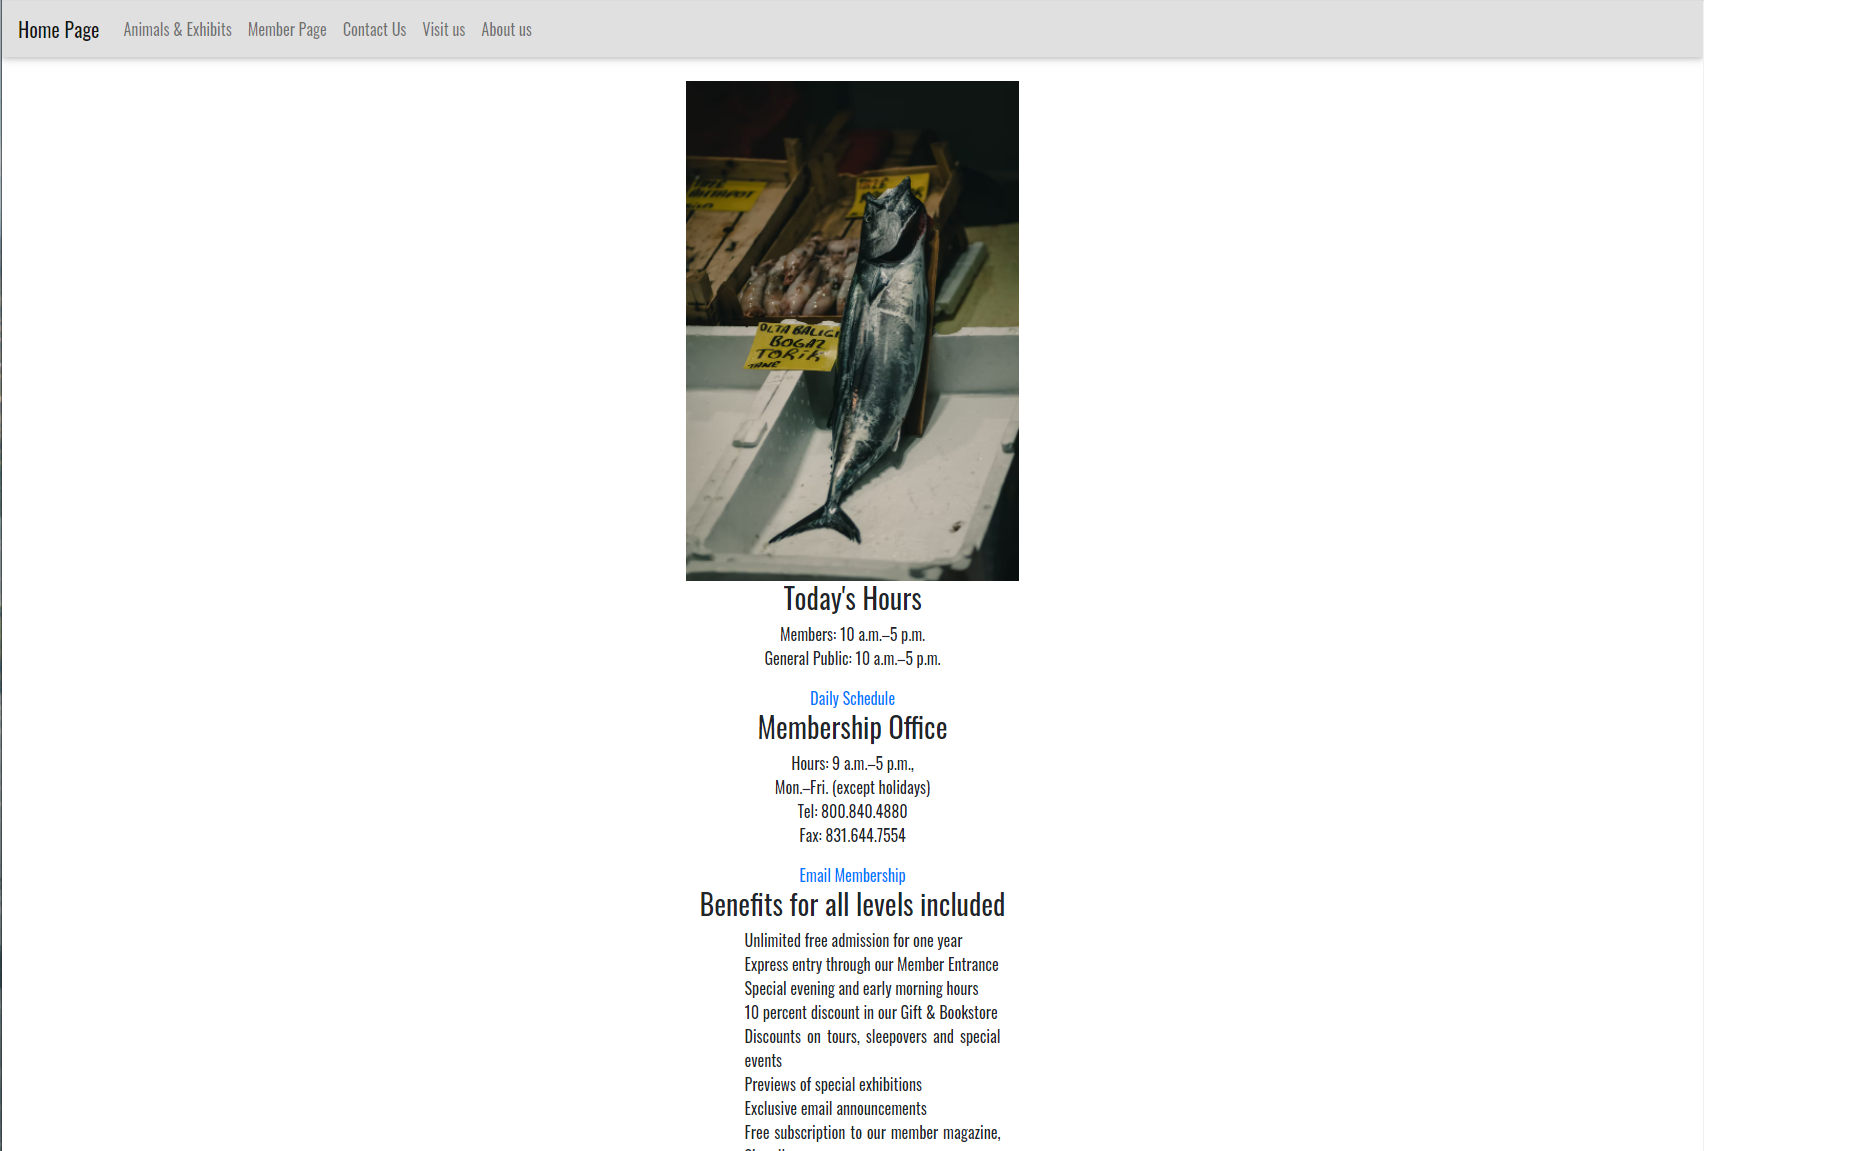 Home Page Animals & Exhibits Member Page Contact Us Visit us About us
OLTA BALIGI
BOGAZ
TORiK
TANE
Today's Hours
Members: 10 a.m.–5 p.m.
General Public: 10 a.m.–5 p.m.
Daily Schedule
Membership Office
Hours: 9 a.m.–5 p.m.,
Mon.–Fri. (except holidays)
Tel: 800.840.4880
Fax: 831.644.7554
Email Membership
Benefits for all levels included
Unlimited free admission for one year
Express entry through our Member Entrance
Special evening and early morning hours
10 percent discount in our Gift & Bookstore
Discounts on tours, sleepovers and special
events
Previews of special exhibitions
Exclusive email announcements
Free subscription to our member magazine,